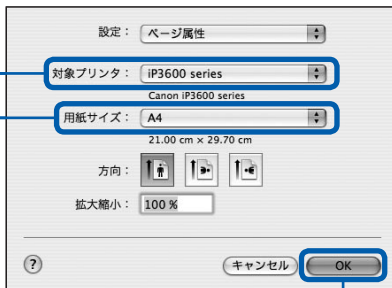 設定： ページ属性
対象プリンタ： iP3600 series
Canon iP3600 series
用紙サイズ： A4
21.00 cm × 29.70 cm
方向：
拡大縮小： 100 %
? キャンセル OK